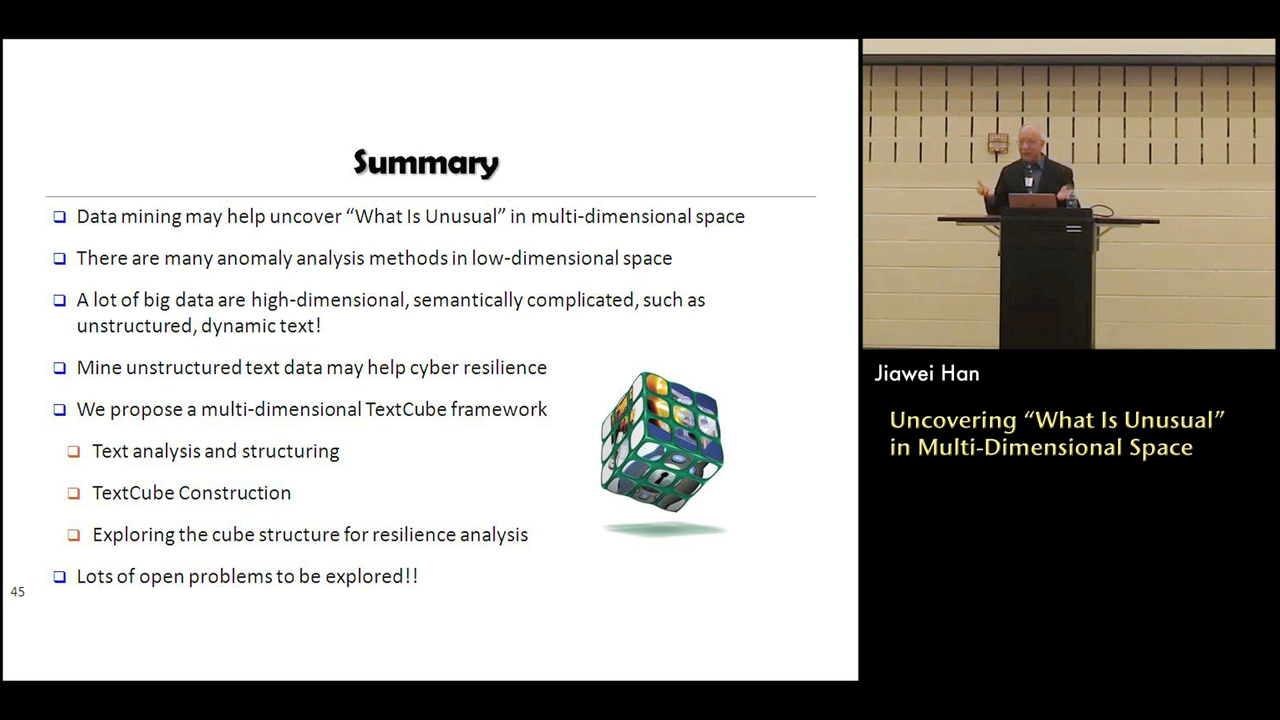 Summary
Data mining may help uncover “What Is Unusual” in multi-dimensional space
There are many anomaly analysis methods in low-dimensional space
A lot of big data are high-dimensional, semantically complicated, such as
unstructured, dynamic text!
Mine unstructured text data may help cyber resilience
We propose a multi-dimensional TextCube framework
Text analysis and structuring
TextCube Construction
Exploring the cube structure for resilience analysis
Lots of open problems to be explored!!
45
Jiawei Han
Uncovering “What Is Unusual”
in Multi-Dimensional Space